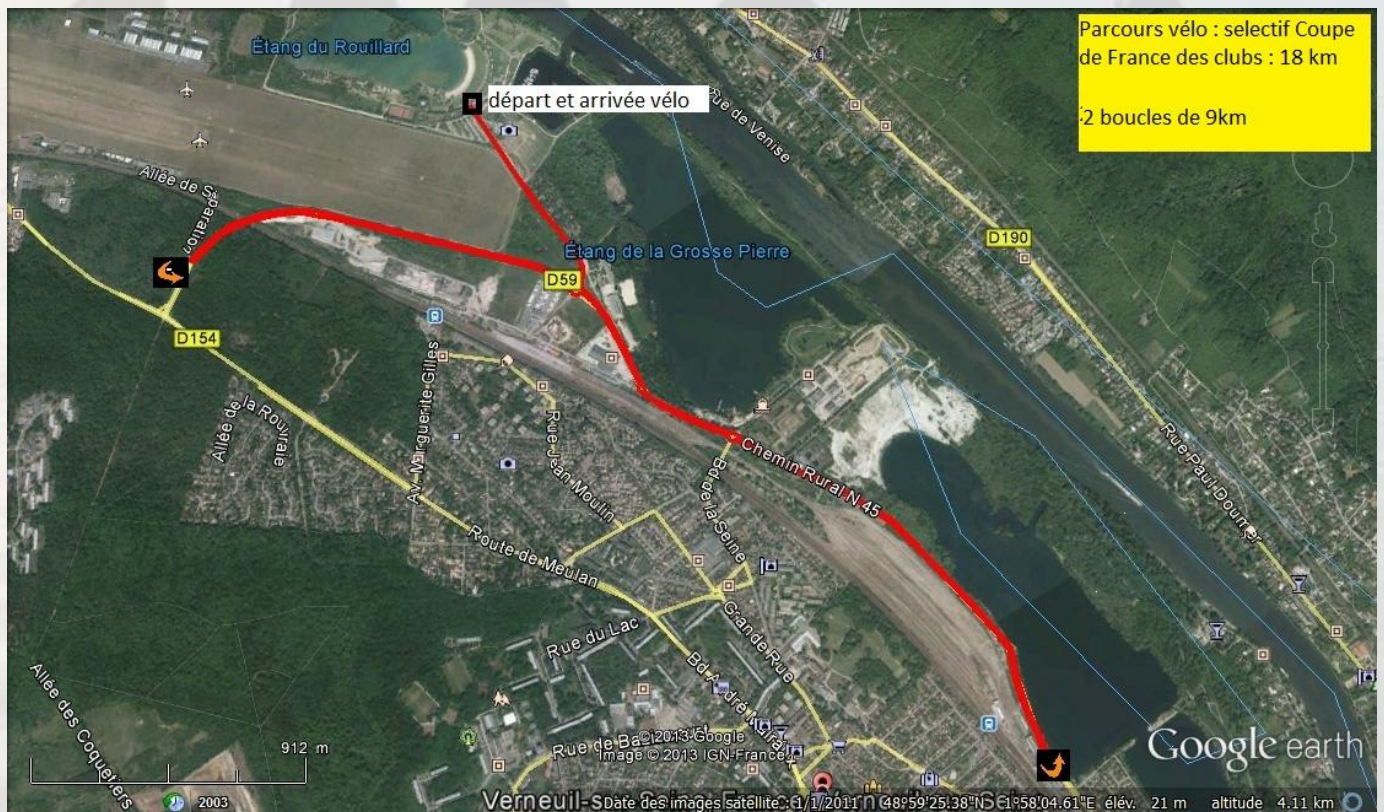 Parcours vélo : selectif Coupe
de France des clubs : 18 km
2 boucles de 9km
Étang du Rouillard
départ et arrivée vélo
Rue de Venise
Allée de Séparation
Étang de la Grosse Pierre
D190
D59
D154
Av. Marguerite Gilles
Allée de la Rouvraie
Rue Jean Moulin
Bd de la Seine
Chemin Rural N 45
Rue Paul Doumer
Route de Meulan
Grande Rue
Rue du Lac
Bd André Malraux
Allée des Coquetiers
912 m
©2013 Google
Image © 2013 IGN-France
Google earth
2003
Date des images satellite : 1/1/2011 48°59'25.38"N 1°58'04.61"E élév. 21 m altitude 4.11 km